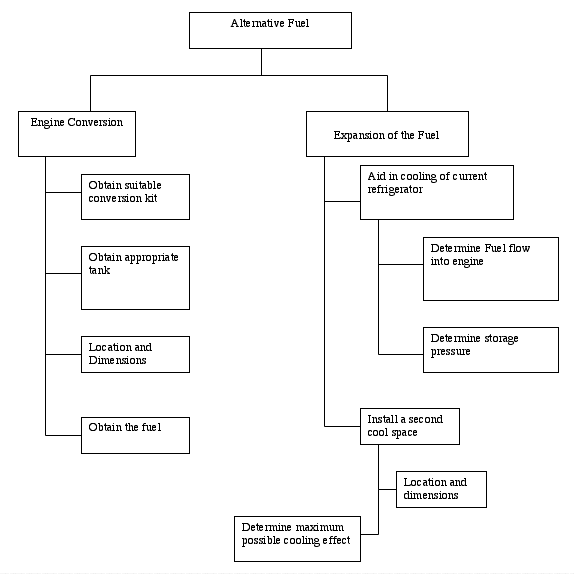 Alternative Fuel
Engine Conversion
Expansion of the Fuel
Obtain suitable
conversion kit
Obtain appropriate
tank
Location and
Dimensions
Obtain the fuel
Aid in cooling of current
refrigerator
Determine Fuel flow
into engine
Determine storage
pressure
Install a second
cool space
Location and
dimensions
Determine maximum
possible cooling effect